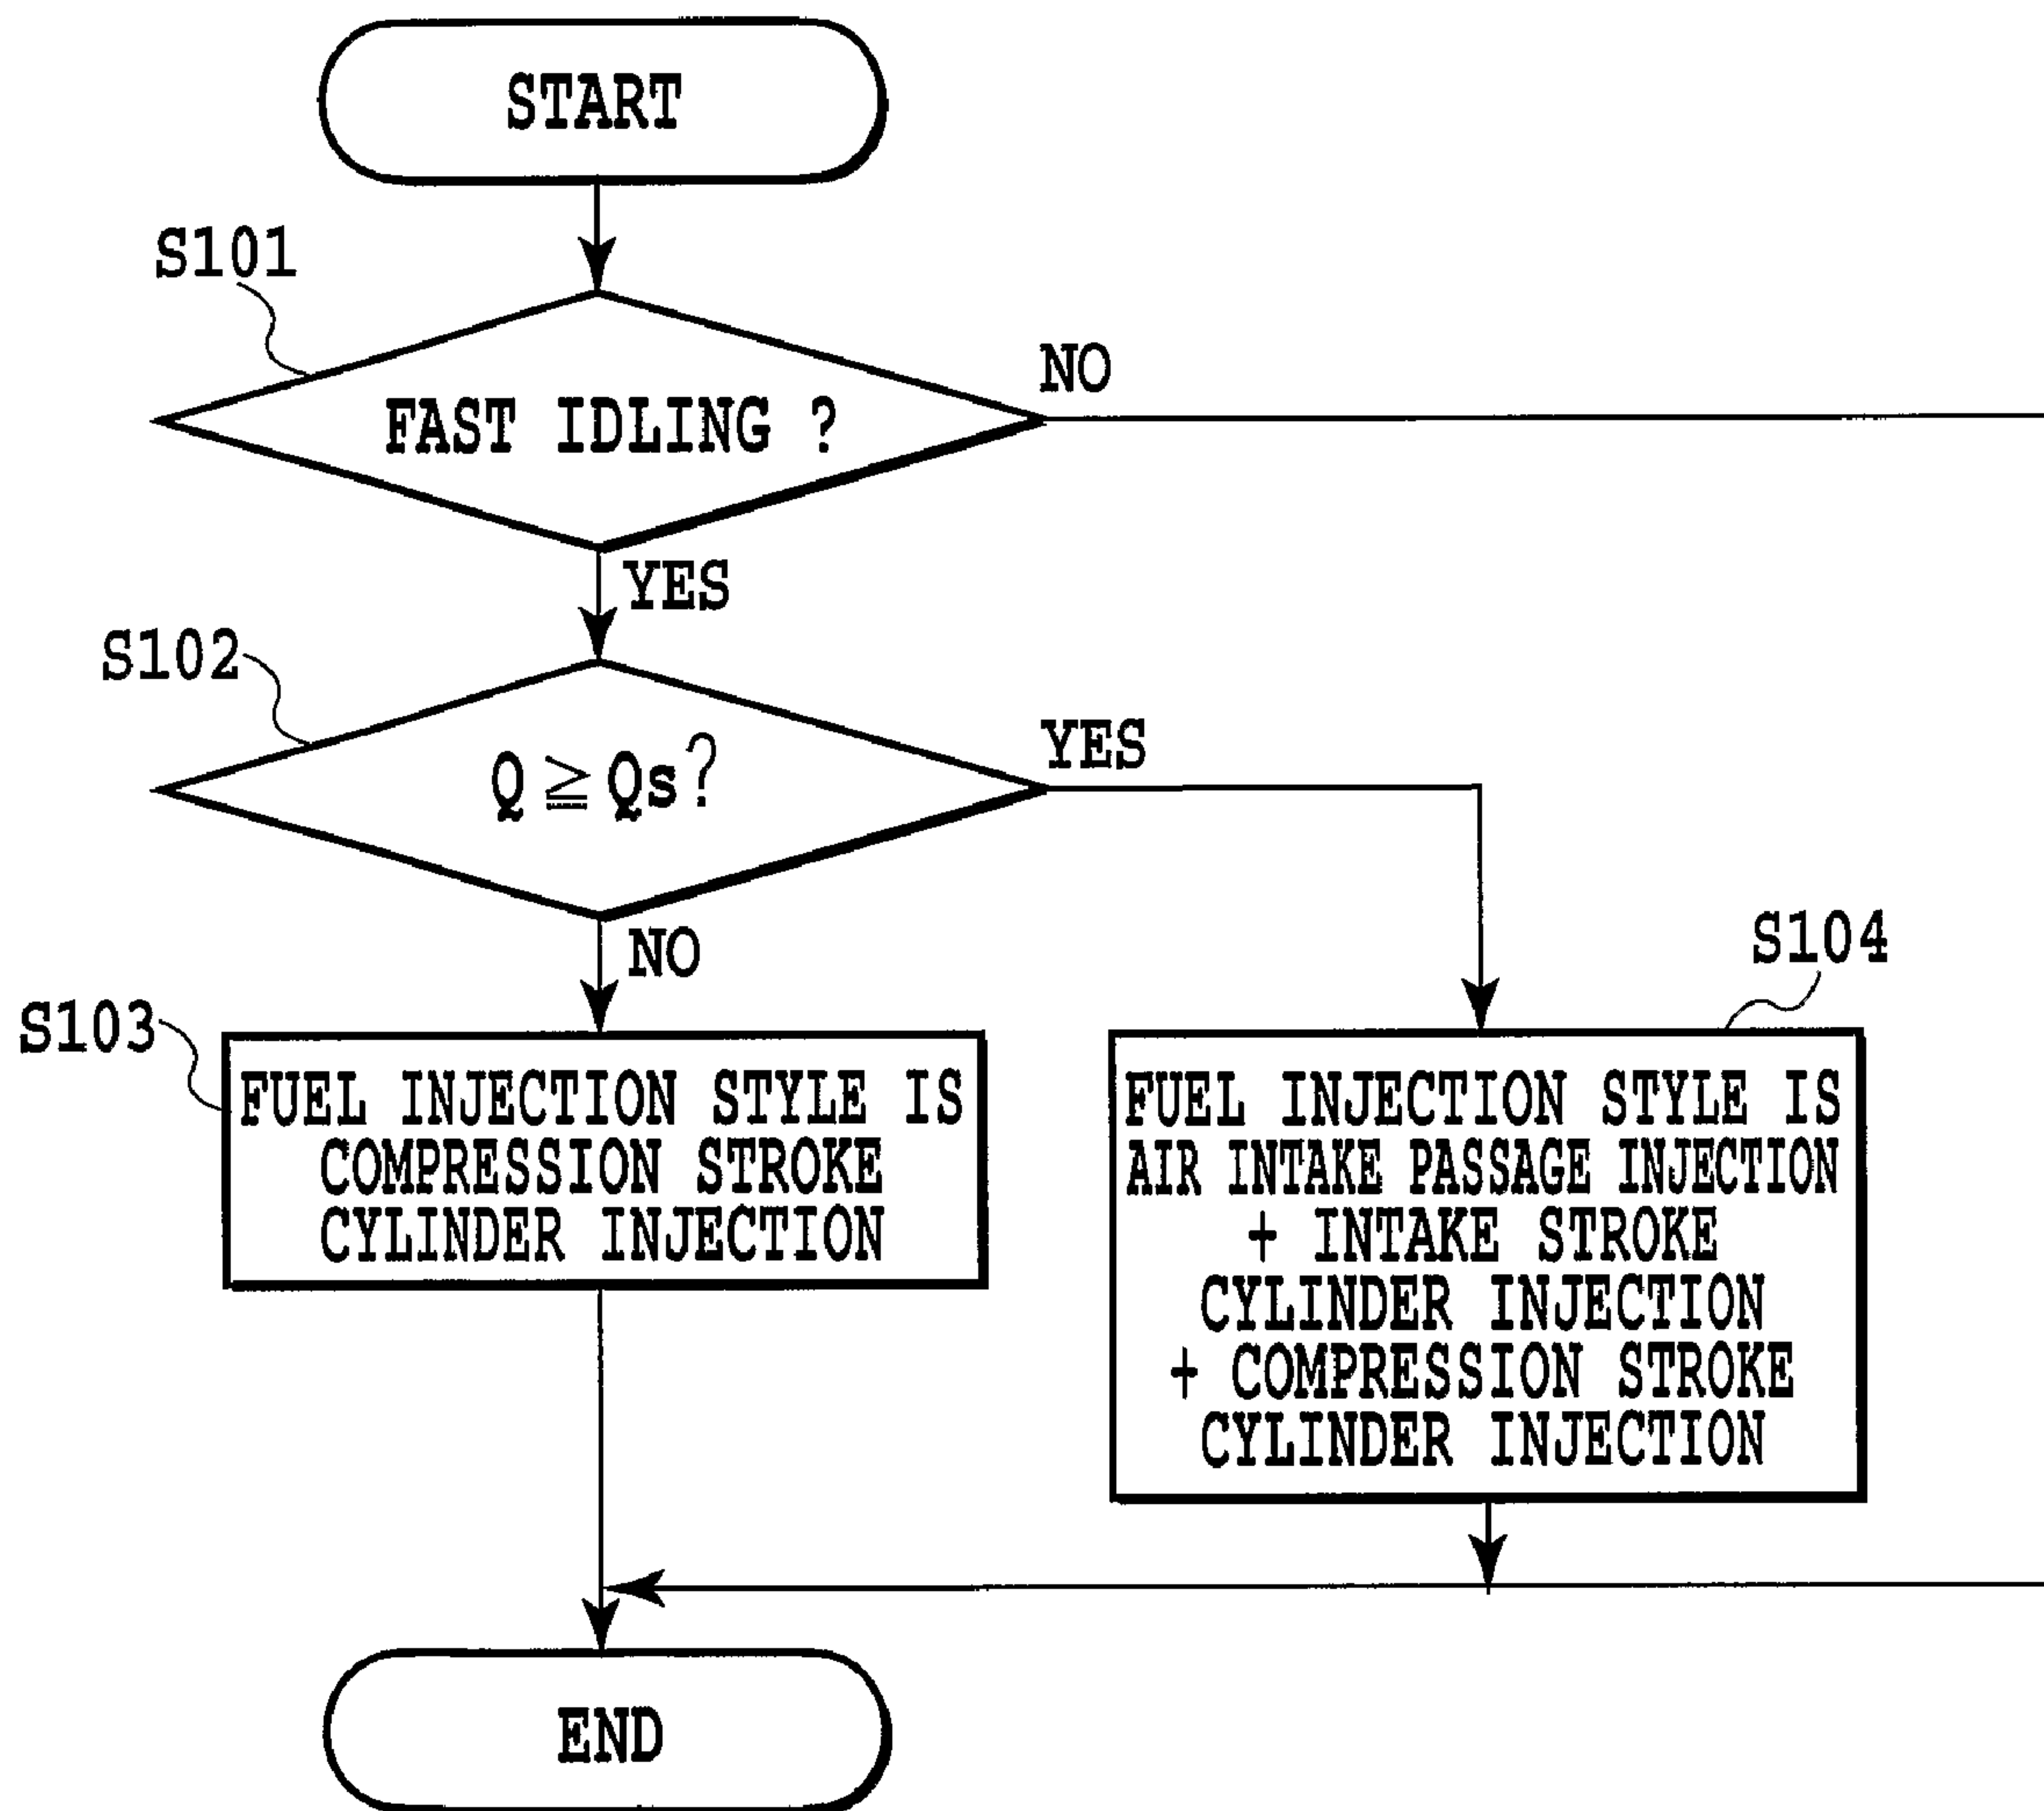 START
S101
NO
FAST IDLING ?
YES
S102
YES
Q ≧ Qs?
NO
S104
S103
FUEL INJECTION STYLE IS
COMPRESSION STROKE
CYLINDER INJECTION
FUEL INJECTION STYLE IS
AIR INTAKE PASSAGE INJECTION
+ INTAKE STROKE
CYLINDER INJECTION
+ COMPRESSION STROKE
CYLINDER INJECTION
END